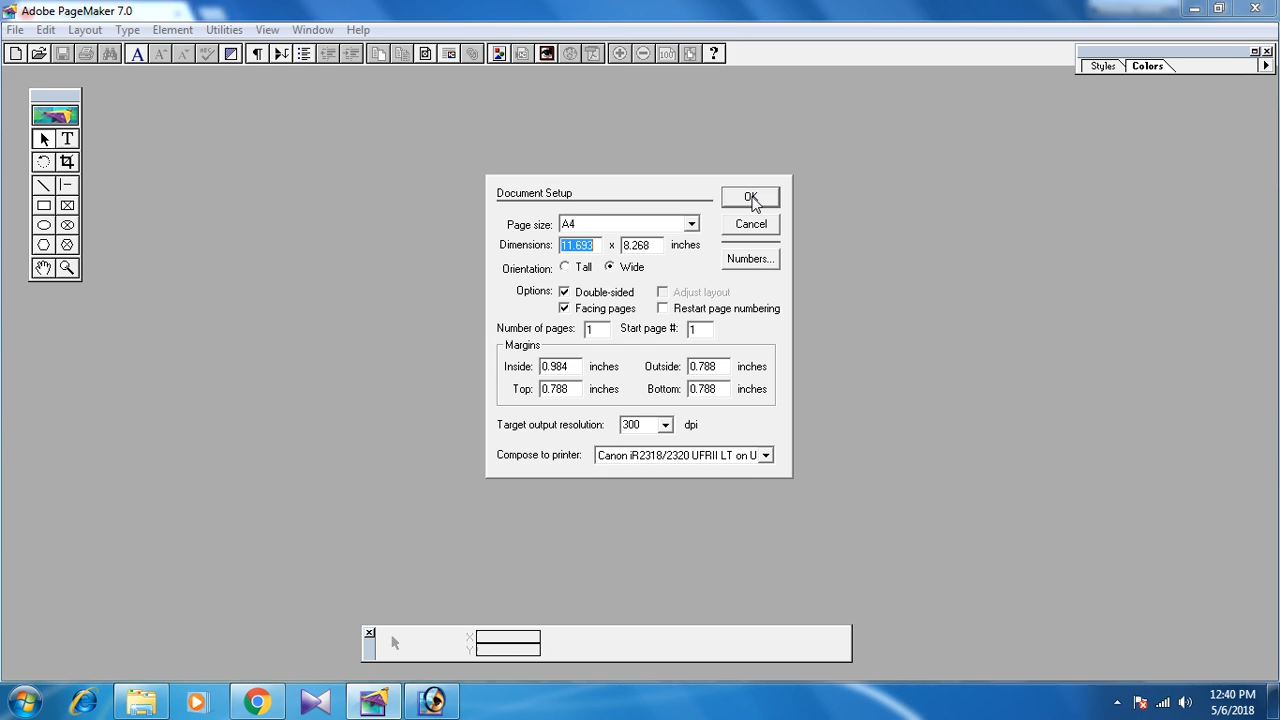 Adobe PageMaker 7.0
File Edit Layout Type Element Utilities View Window Help
Styles Colors
Document Setup
OK
Page size: A4
Cancel
Dimensions: 11.693 x 8.268 inches
Numbers...
Orientation: Tall Wide
Options: Double-sided Adjust layout
Facing pages Restart page numbering
Number of pages: 1 Start page #: 1
Margins
Inside: 0.984 inches Outside: 0.788 inches
Top: 0.788 inches Bottom: 0.788 inches
Target output resolution: 300 dpi
Compose to printer: Canon iR2318/2320 UFRII LT on U
X
Y
12:40 PM
5/6/2018